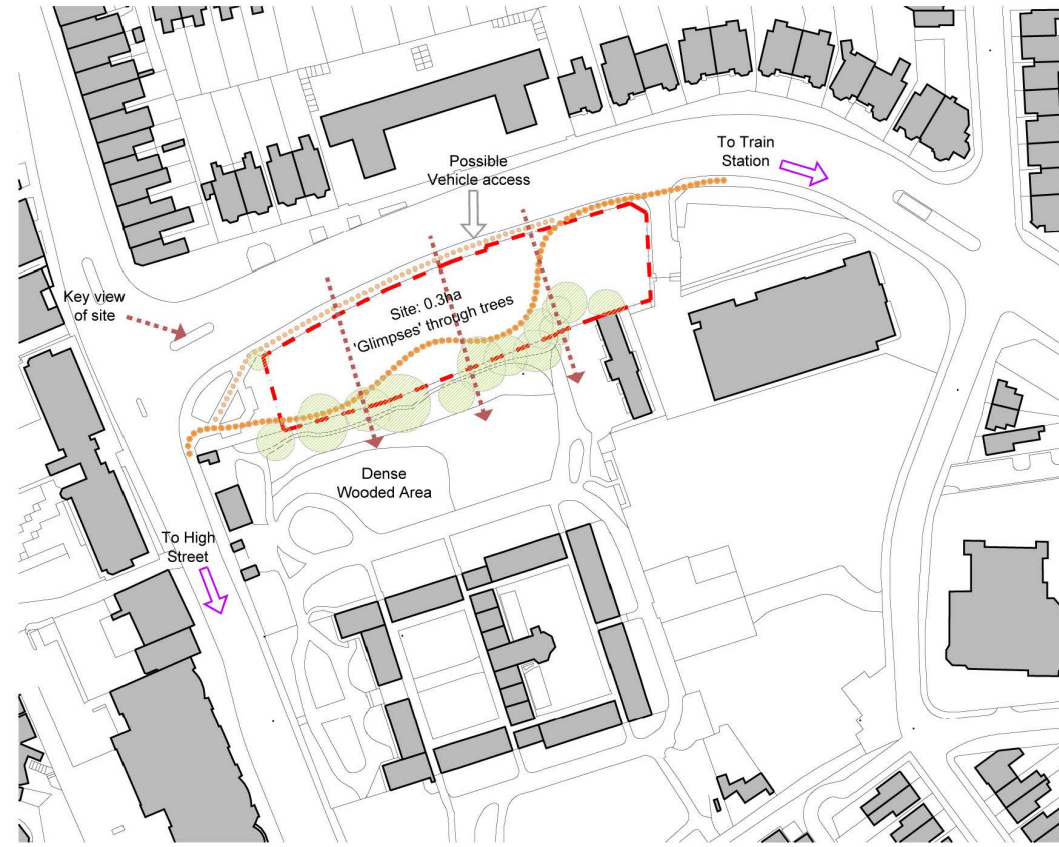 To Train
Station
Possible
Vehicle access
Key view
of site
Site: 0.3ha
'Glimpses' through trees
Dense
Wooded Area
To High
Street